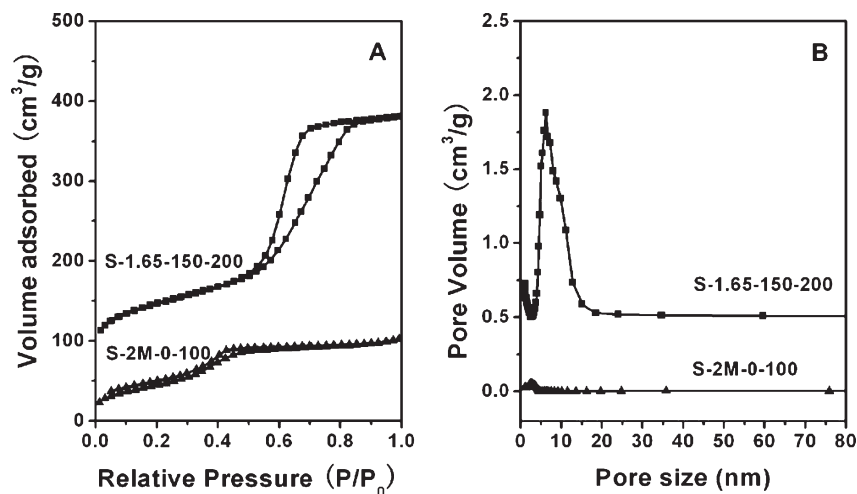 A
Volume adsorbed (cm³/g)
500
400
300
200
100
0
S-1.65-150-200
S-2M-0-100
0.0 0.2 0.4 0.6 0.8 1.0
Relative Pressure (P/P₀)
B
Pore Volume (cm³/g)
2.5
2.0
1.5
1.0
0.5
0.0
S-1.65-150-200
S-2M-0-100
0 10 20 30 40 50 60 70 80
Pore size (nm)